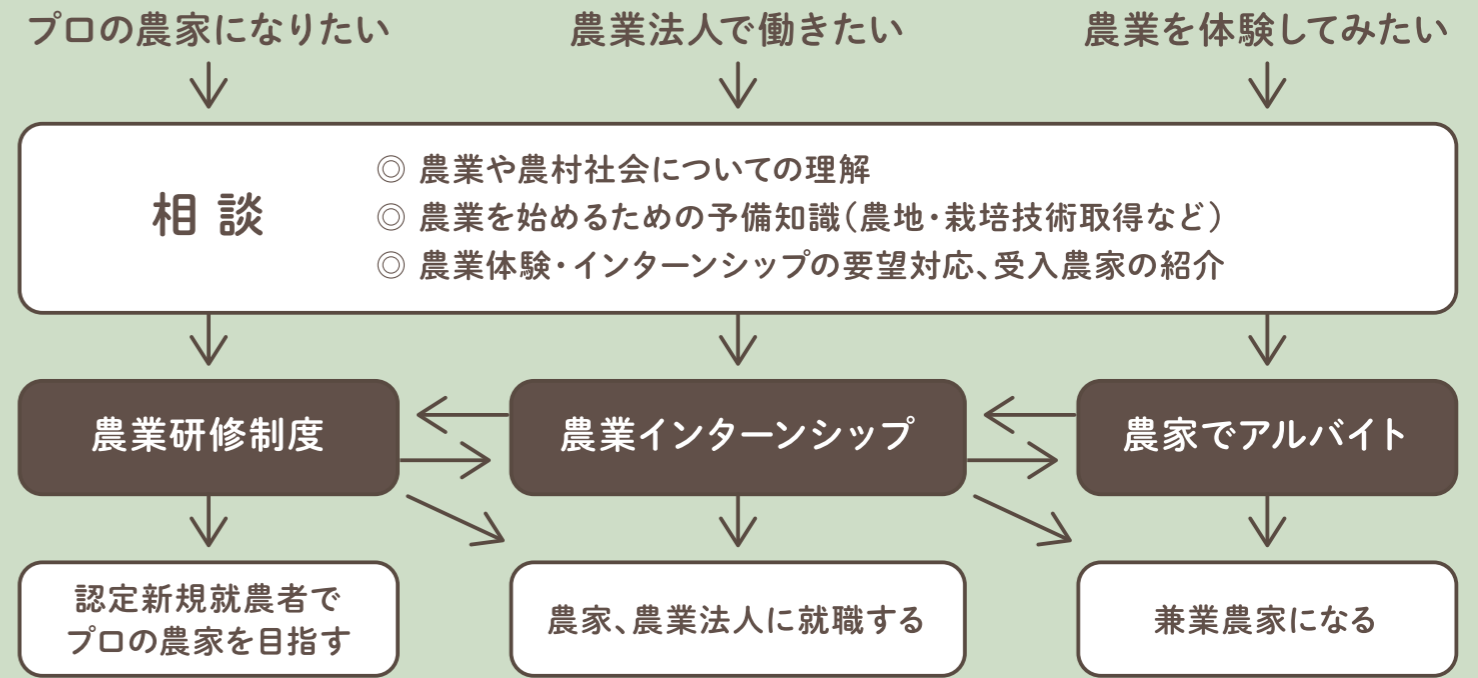 プロの農家になりたい
農業法人で働きたい
農業を体験してみたい
相談
◎ 農業や農村社会についての理解
◎ 農業を始めるための予備知識(農地・栽培技術取得など)
◎ 農業体験・インターンシップの要望対応、受入農家の紹介
農業研修制度
農業インターンシップ
農家でアルバイト
認定新規就農者で
プロの農家を目指す
農家、農業法人に就職する
兼業農家になる